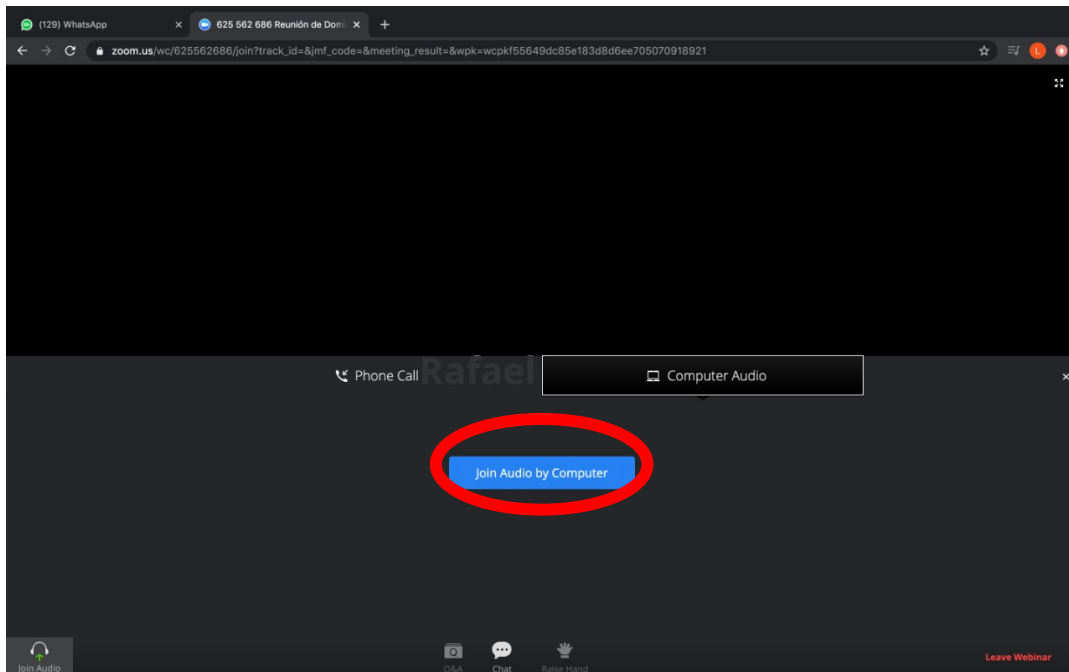 (129) WhatsApp
625 562 686 Reunión de Domi
zoom.us/wc/625562686/join?track_id=&jmf_code=&meeting_result=&wpk=wcpkf55649dc85e183d8d6ee705070918921
L
Phone Call
Rafael
Computer Audio
Join Audio by Computer
Join Audio
Q&A
Chat
Raise Hand
Leave Webinar